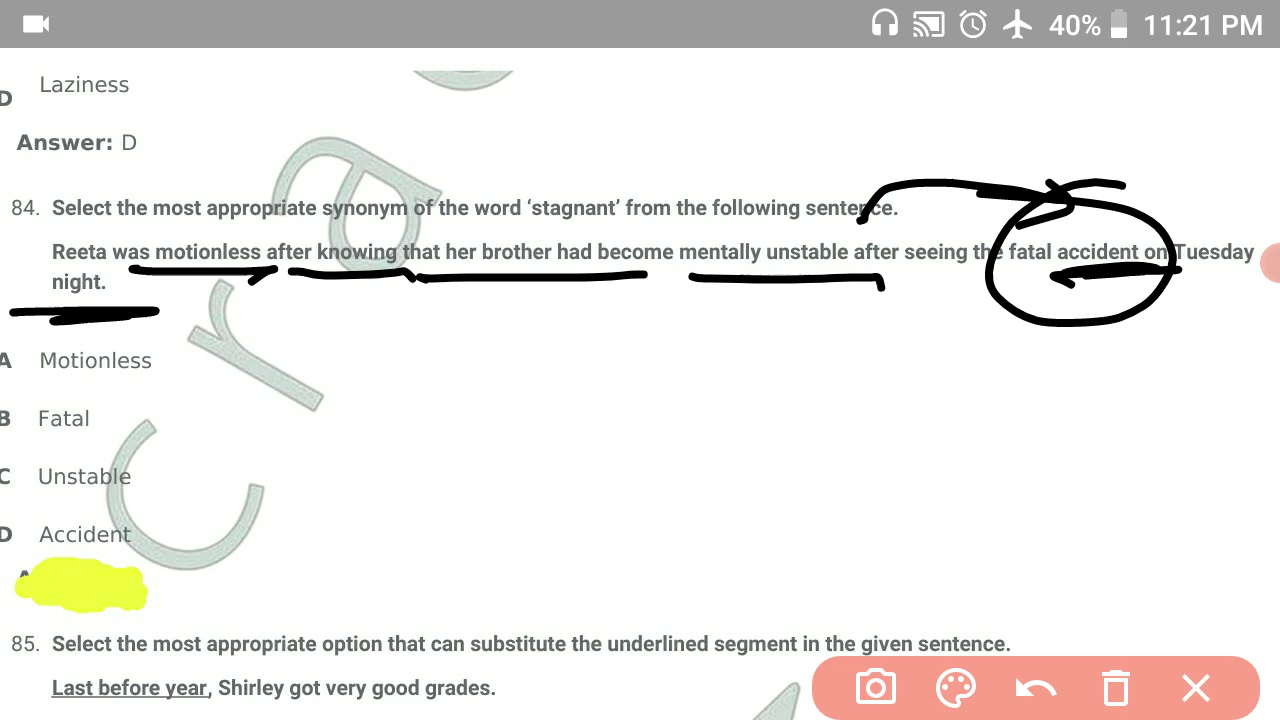 40% 11:21 PM
D Laziness
Answer: D
84. Select the most appropriate synonym of the word ‘stagnant’ from the following sentence.
Reeta was motionless after knowing that her brother had become mentally unstable after seeing the fatal accident on Tuesday
night.
A Motionless
B Fatal
C Unstable
D Accident
85. Select the most appropriate option that can substitute the underlined segment in the given sentence.
Last before year, Shirley got very good grades.